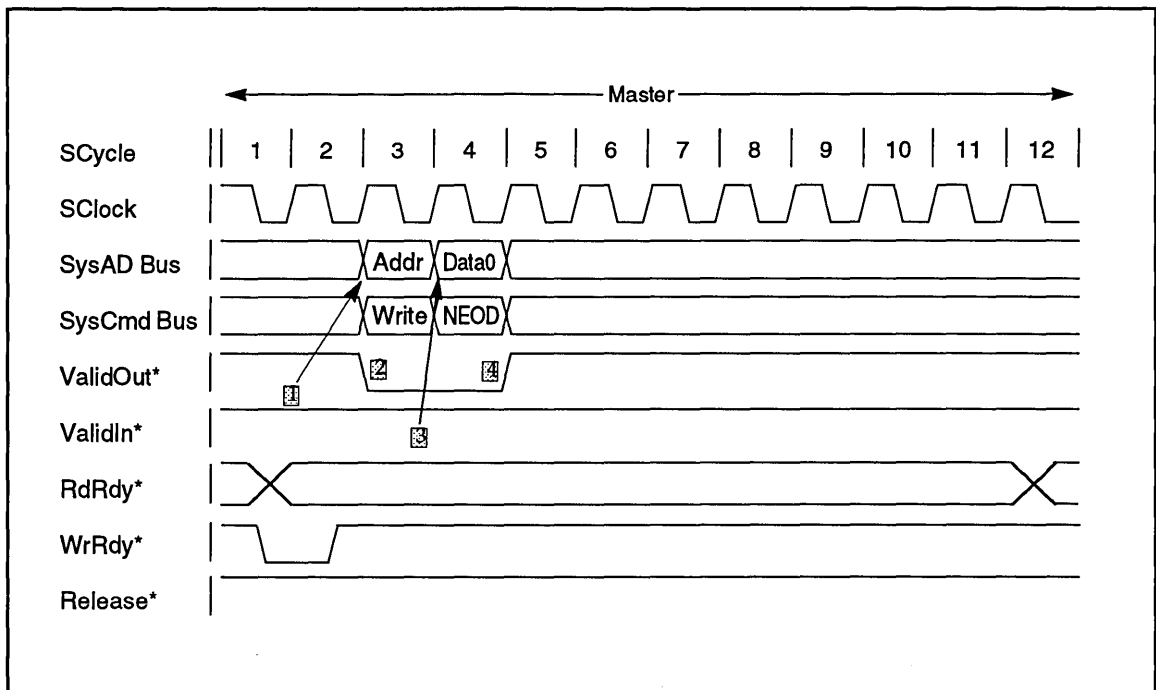 Master
SCycle 1 2 3 4 5 6 7 8 9 10 11 12
SClock
SysAD Bus Addr Data0
SysCmd Bus Write NEOD
ValidOut* 1 2 4
ValidIn* 3
RdRdy*
WrRdy*
Release*